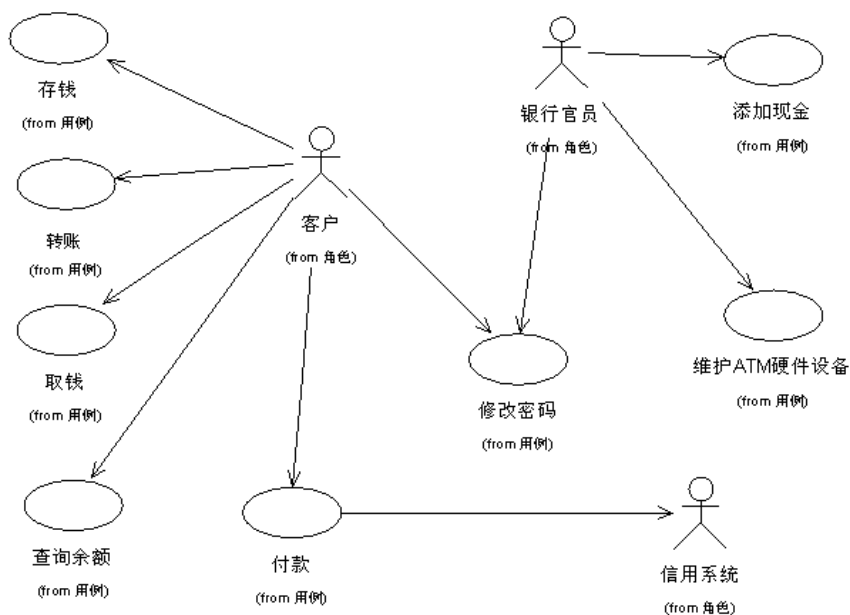 存钱
(from 用例)
银行官员
(from 角色)
添加现金
(from 用例)
转账
(from 用例)
客户
(from 角色)
取钱
(from 用例)
修改密码
(from 用例)
维护ATM硬件设备
(from 用例)
查询余额
(from 用例)
付款
(from 用例)
信用系统
(from 角色)